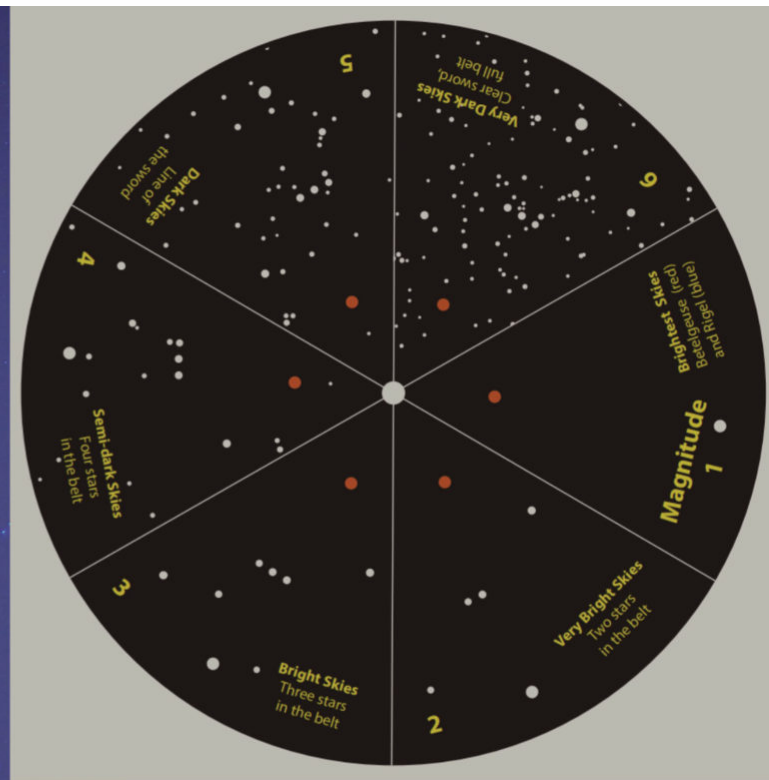 Magnitude
1
Brightest Skies
Betelgeuse (red)
and Rigel (blue)
2
Very Bright Skies
Two stars
in the belt
3
Bright Skies
Three stars
in the belt
4
Semi-dark Skies
Four stars
in the belt
5
Dark Skies
Line of
the sword
6
Very Dark Skies
Clear sword,
full belt